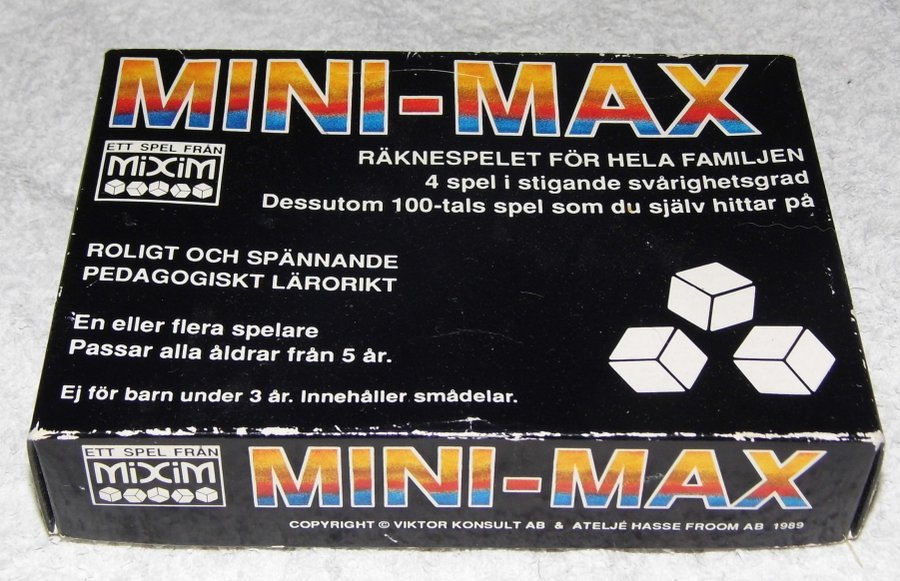 MINI-MAX
ETT SPEL FRÅN
MiXiM
RÄKNESPELET FÖR HELA FAMILJEN
4 spel i stigande svårighetsgrad
Dessutom 100-tals spel som du själv hittar på
ROLIGT OCH SPÄNNANDE
PEDAGOGISKT LÄRORIKT
En eller flera spelare
Passar alla åldrar från 5 år.
Ej för barn under 3 år. Innehåller smådelar.
ETT SPEL FRÅN
MiXiM
MINI-MAX
COPYRIGHT © VIKTOR KONSULT AB & ATELJÉ HASSE FROOM AB 1989